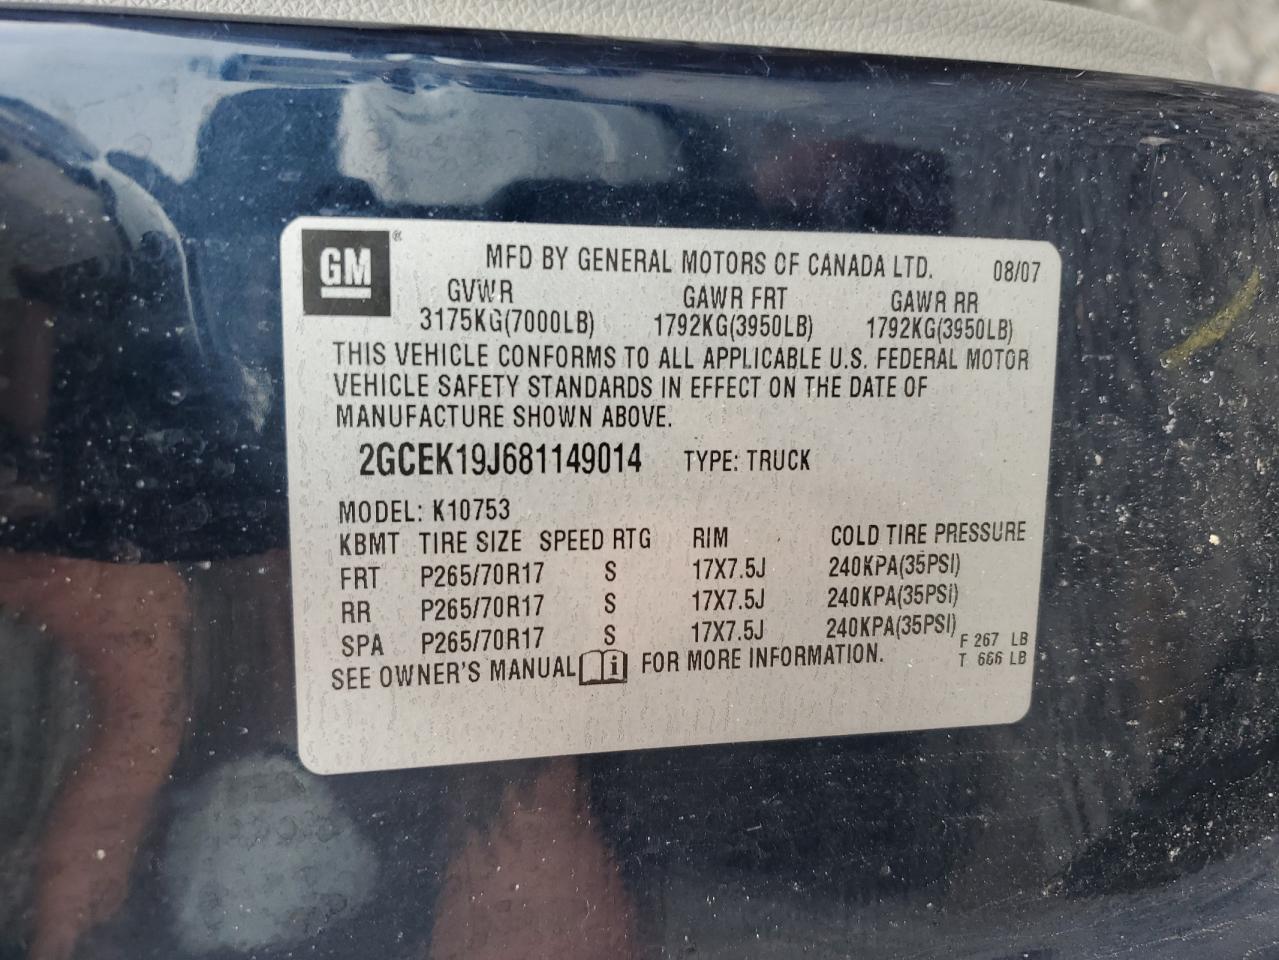 GM ®
MFD BY GENERAL MOTORS OF CANADA LTD. 08/07
GVWR GAWR FRT GAWR RR
3175KG(7000LB) 1792KG(3950LB) 1792KG(3950LB)
THIS VEHICLE CONFORMS TO ALL APPLICABLE U.S. FEDERAL MOTOR
VEHICLE SAFETY STANDARDS IN EFFECT ON THE DATE OF
MANUFACTURE SHOWN ABOVE.
2GCEK19J681149014 TYPE: TRUCK
MODEL: K10753
KBMT TIRE SIZE SPEED RTG RIM COLD TIRE PRESSURE
FRT P265/70R17 S 17X7.5J 240KPA(35PSI)
RR P265/70R17 S 17X7.5J 240KPA(35PSI)
SPA P265/70R17 S 17X7.5J 240KPA(35PSI)
F 267 LB
T 666 LB
SEE OWNER'S MANUAL i FOR MORE INFORMATION.